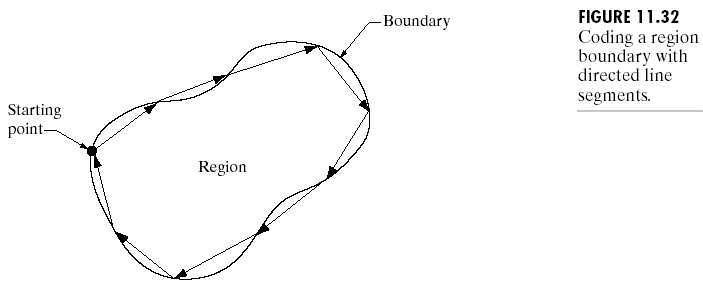 Boundary
Starting
point
Region
FIGURE 11.32
Coding a region
boundary with
directed line
segments.